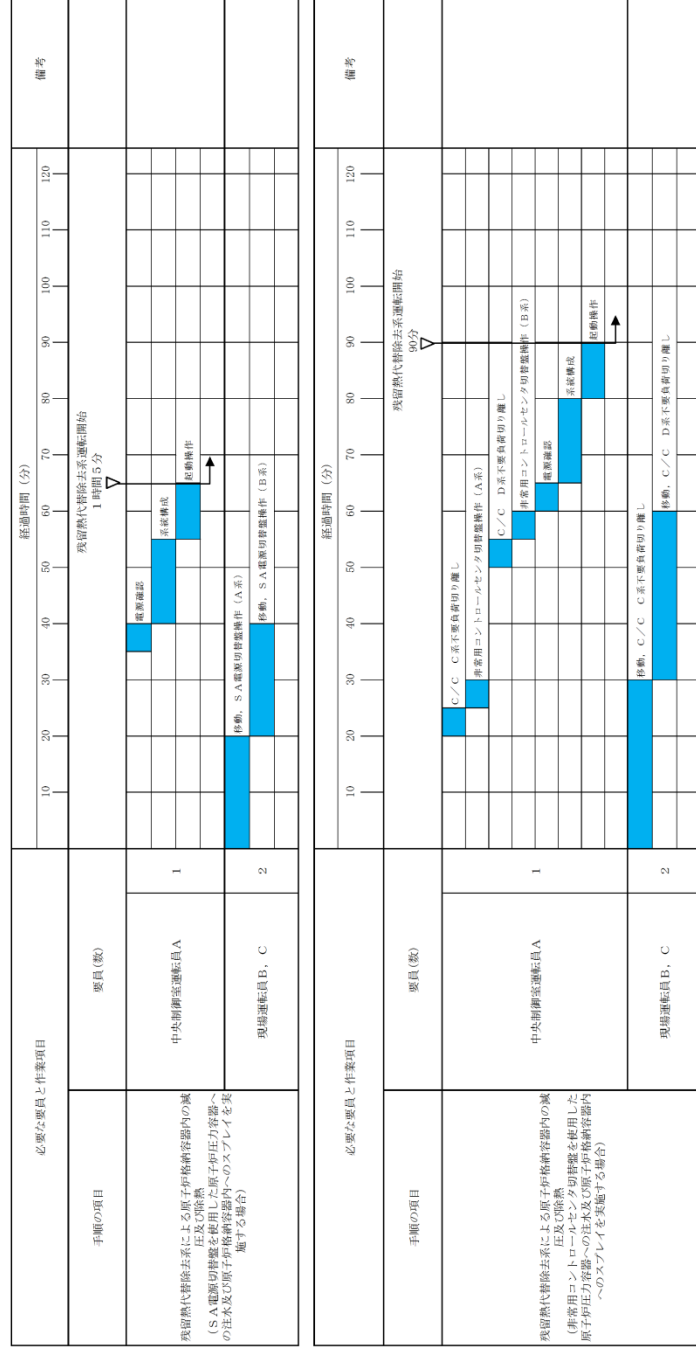 必要な要員と作業項目
経過時間（分）
備考
10 20 30 40 50 60 70 80 90 100 110 120
手順の項目
要員(数)
残留熱代替除去系運転開始
1時間5分
残留熱代替除去系による原子炉格納容器内の減
圧及び除熱
（ＳＡ電源切替盤を使用した原子炉圧力容器へ
の注水及び原子炉格納容器内へのスプレイを実
施する場合）
中央制御室運転員Ａ
1
電源確認
系統構成
起動操作
現場運転員Ｂ，Ｃ
2
移動，ＳＡ電源切替盤操作（Ａ系）
移動，ＳＡ電源切替盤操作（Ｂ系）
必要な要員と作業項目
経過時間（分）
備考
10 20 30 40 50 60 70 80 90 100 110 120
手順の項目
要員(数)
残留熱代替除去系運転開始
90分
残留熱代替除去系による原子炉格納容器内の減
圧及び除熱
（非常用コントロールセンタ切替盤を使用した
原子炉圧力容器への注水及び原子炉格納容器内
へのスプレイを実施する場合）
中央制御室運転員Ａ
1
Ｃ／Ｃ Ｃ系不要負荷切り離し
非常用コントロールセンタ切替盤操作（Ａ系）
Ｃ／Ｃ Ｄ系不要負荷切り離し
非常用コントロールセンタ切替盤操作（Ｂ系）
電源確認
系統構成
起動操作
現場運転員Ｂ，Ｃ
2
移動，Ｃ／Ｃ Ｃ系不要負荷切り離し
移動，Ｃ／Ｃ Ｄ系不要負荷切り離し